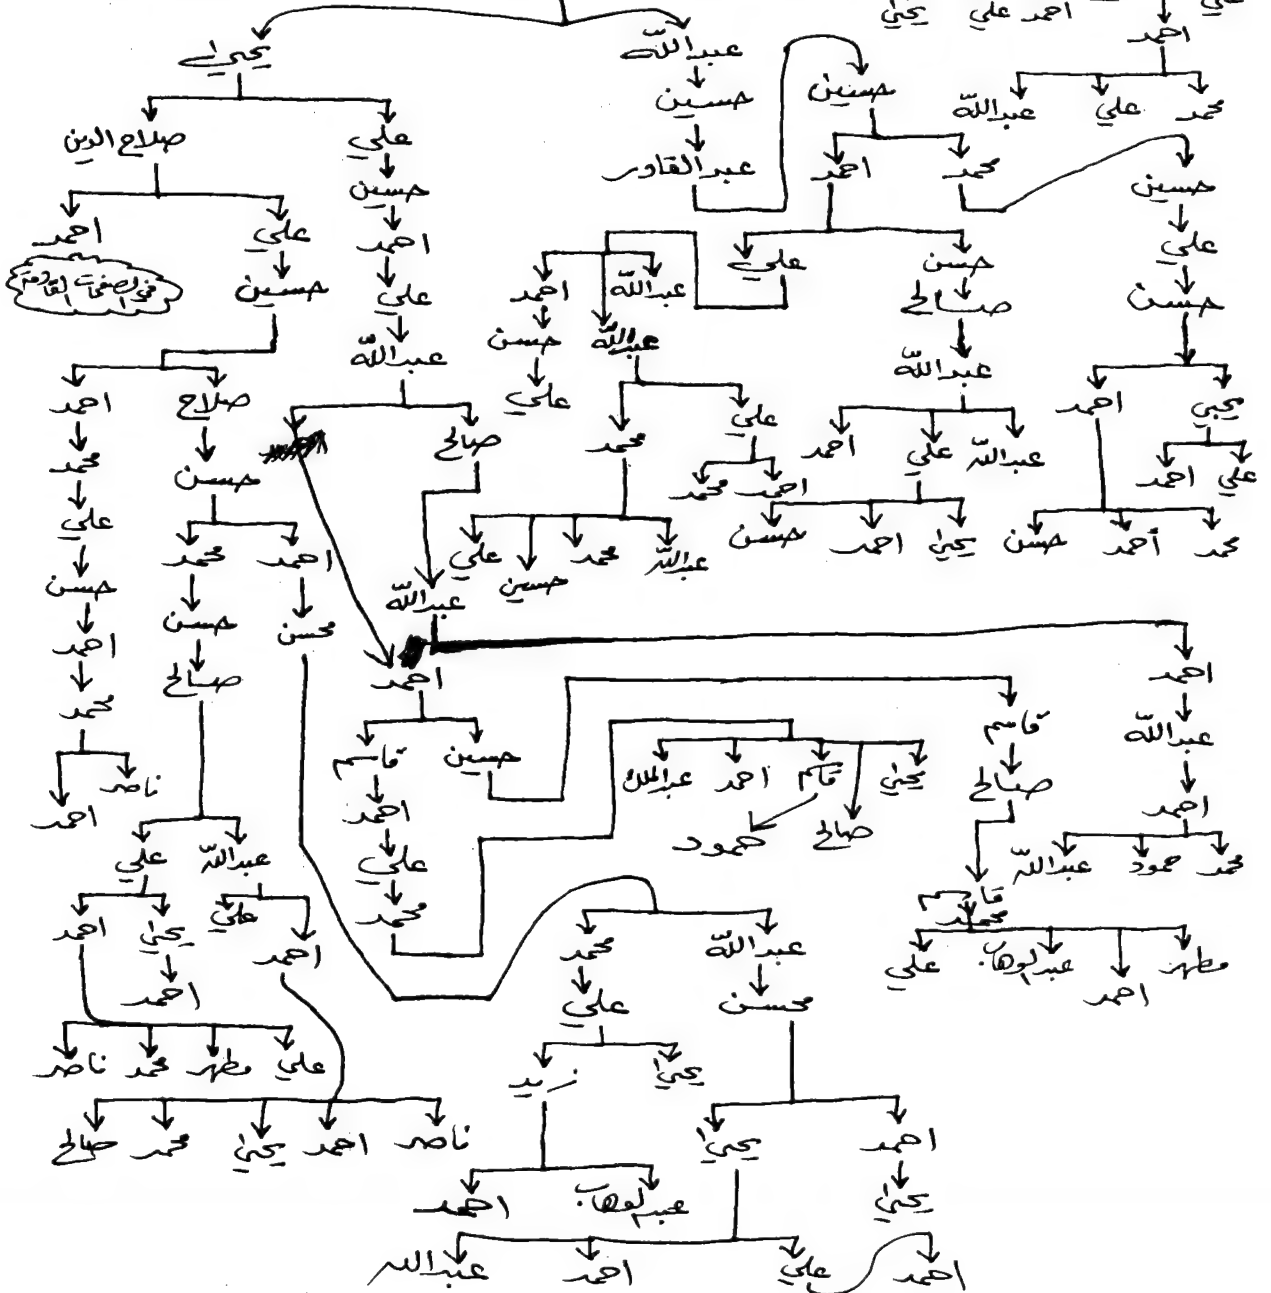 يحيى احمد علي علي
احمد
يحيى عبدالله
محمد علي عبدالله
حسين حسين
صلاح الدين علي عبدالقادر احمد محمد
حسين حسين
احمد علي احمد علي حسن علي
في الصفحات القادمة
حسين علي احمد عبدالله صالح حسن
عبدالله حسن عبدالله عبدالله
احمد صلاح علي احمد يحيى
صالح محمد علي احمد علي عبدالله احمد علي
محمد حسن محمد احمد
علي محمد احمد علي حسين محمد عبدالله حسن احمد يحيى حسن أحمد محمد
حسن حسن محسن عبدالله
احمد صالح احمد احمد
محمد قاسم حسين قاسم عبدالله
ناصر عبدالملك احمد قاسم يحيى صالح
احمد احمد حمود صالح احمد
علي عبدالله علي عبدالله حمود محمد
احمد يحيى علي احمد محمد قاسم
محمد
محمد عبدالله علي عبدالوهاب احمد مطهر
احمد علي محسن
ناصر محمد مطهر علي زيد يحيى
صالح محمد يحيى احمد ناصر يحيى احمد
احمد عبدالوهاب يحيى
عبدالله احمد علي احمد